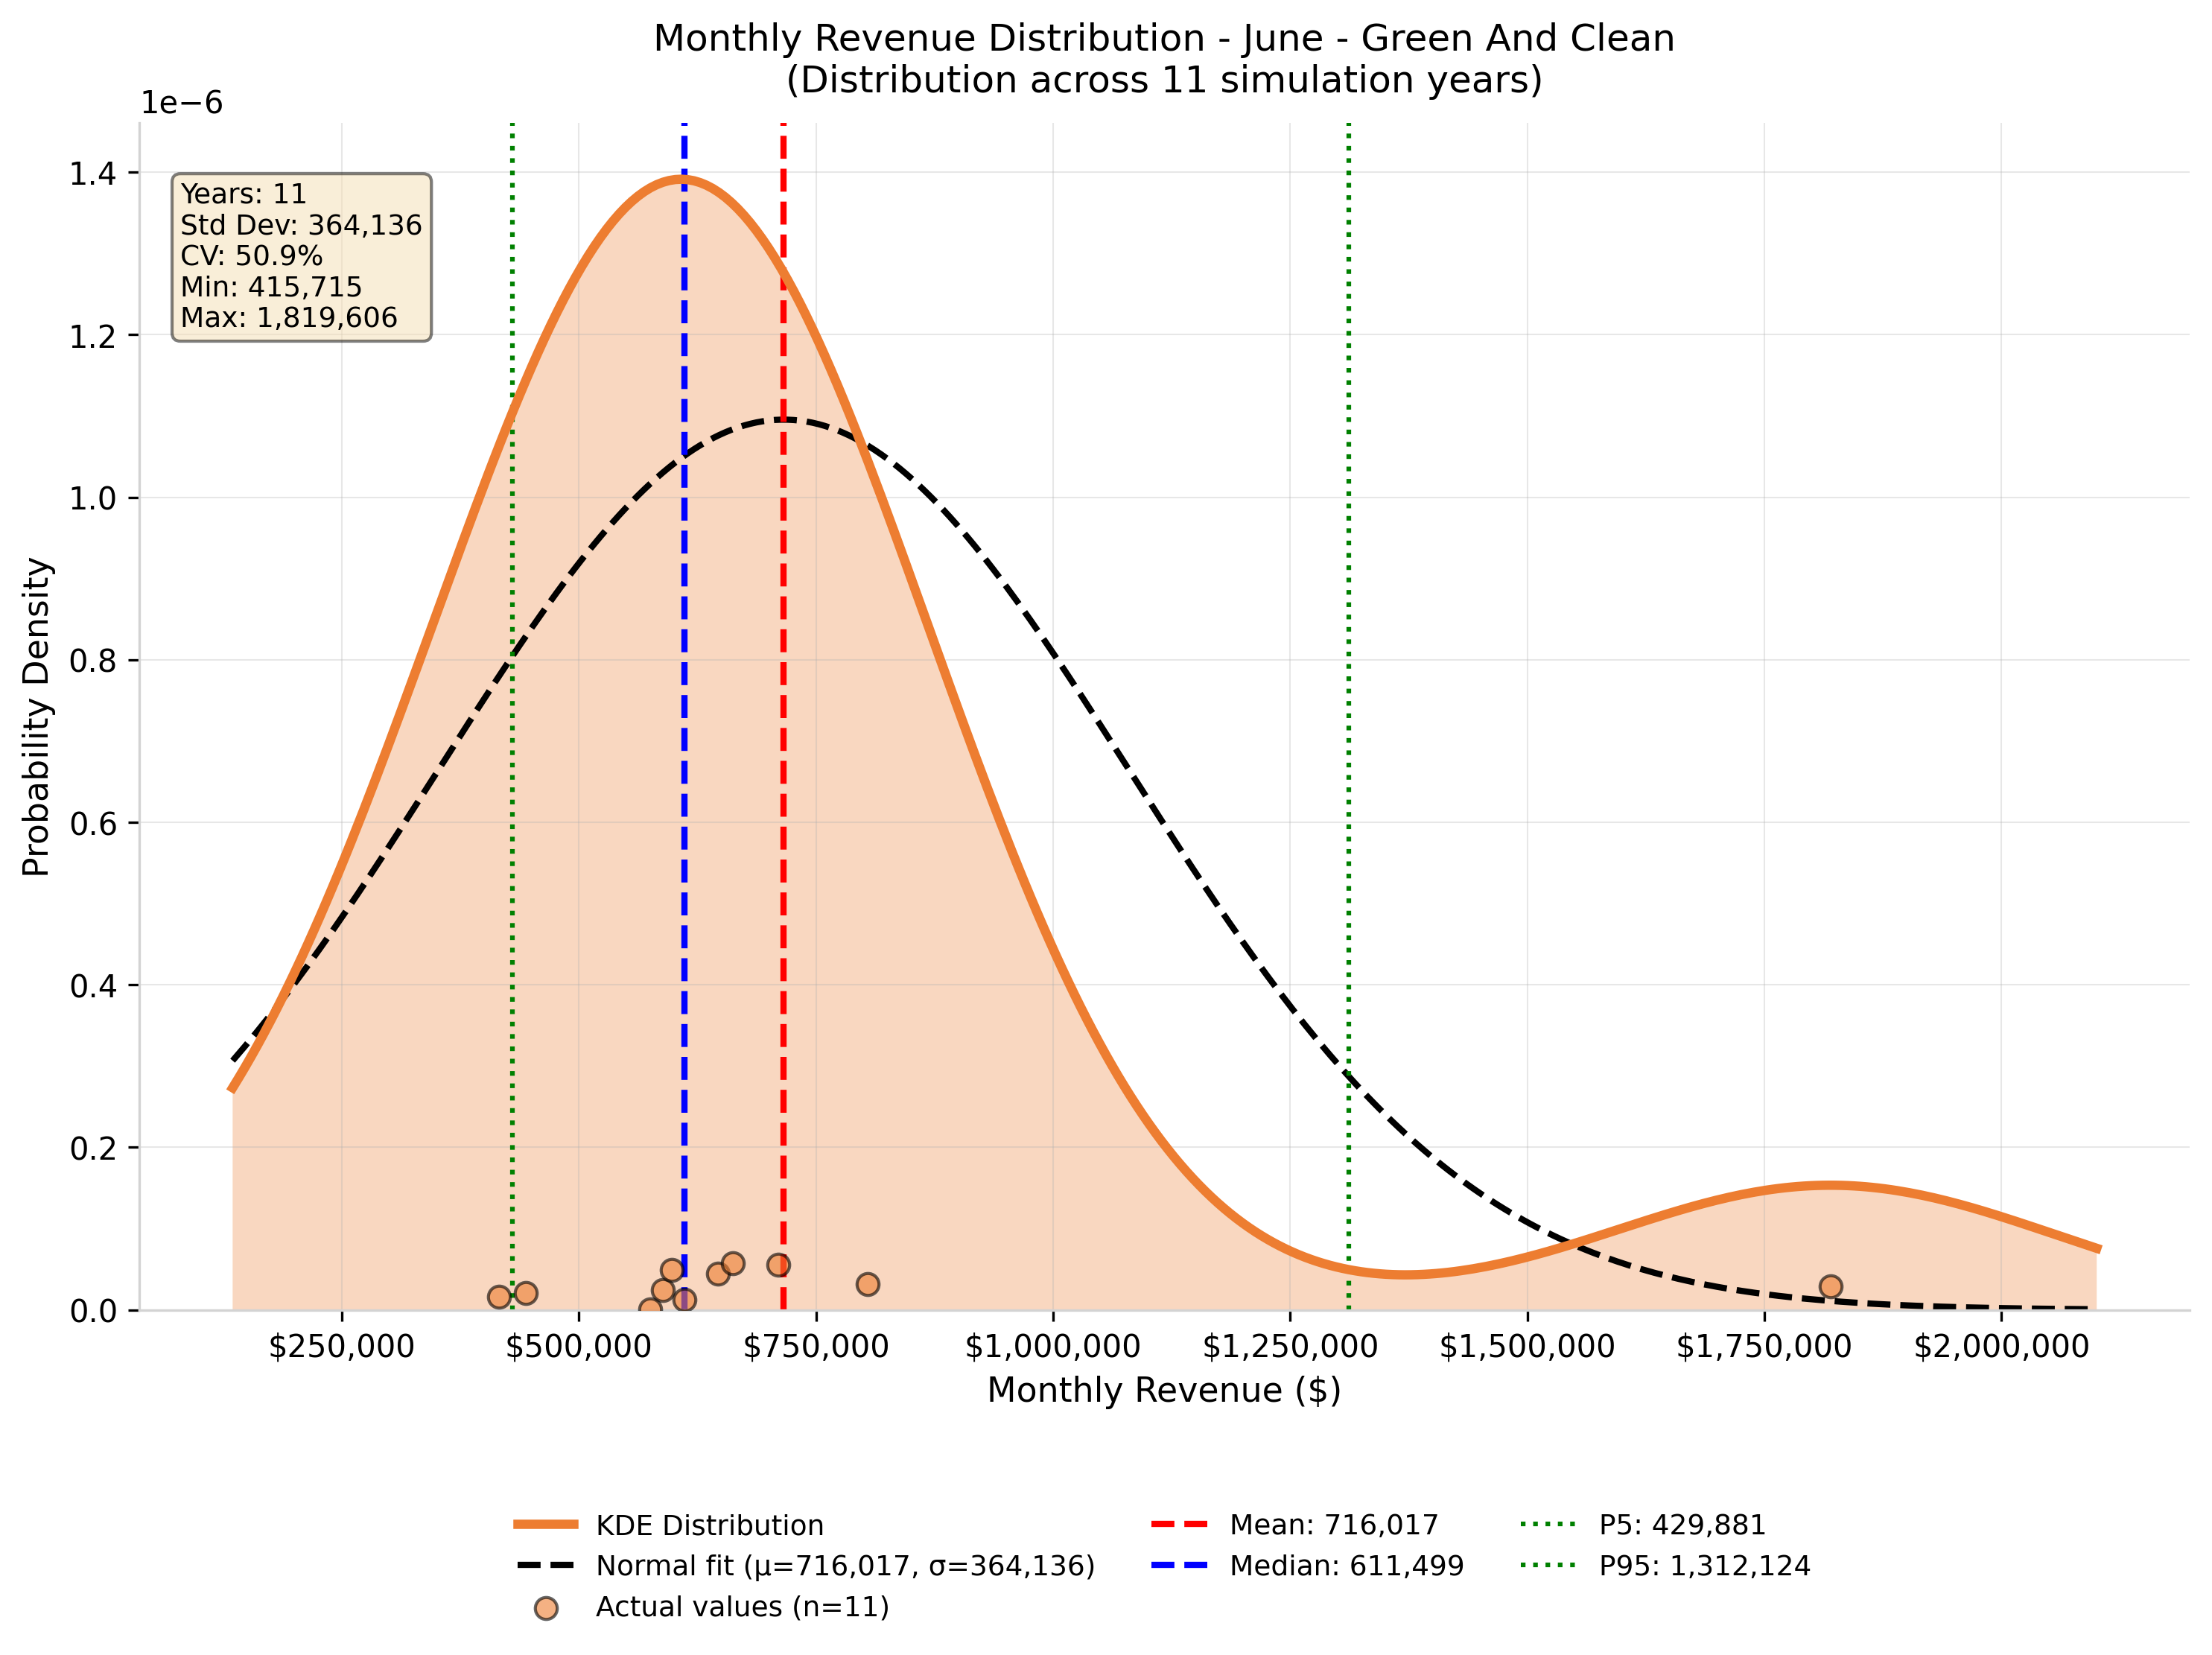 Monthly Revenue Distribution - June - Green And Clean
(Distribution across 11 simulation years)
1e−6
Years: 11
Std Dev: 364,136
CV: 50.9%
Min: 415,715
Max: 1,819,606
Probability Density
1.4
1.2
1.0
0.8
0.6
0.4
0.2
0.0
$250,000
$500,000
$750,000
$1,000,000
$1,250,000
$1,500,000
$1,750,000
$2,000,000
Monthly Revenue ($)
KDE Distribution
Normal fit (μ=716,017, σ=364,136)
Actual values (n=11)
Mean: 716,017
Median: 611,499
P5: 429,881
P95: 1,312,124